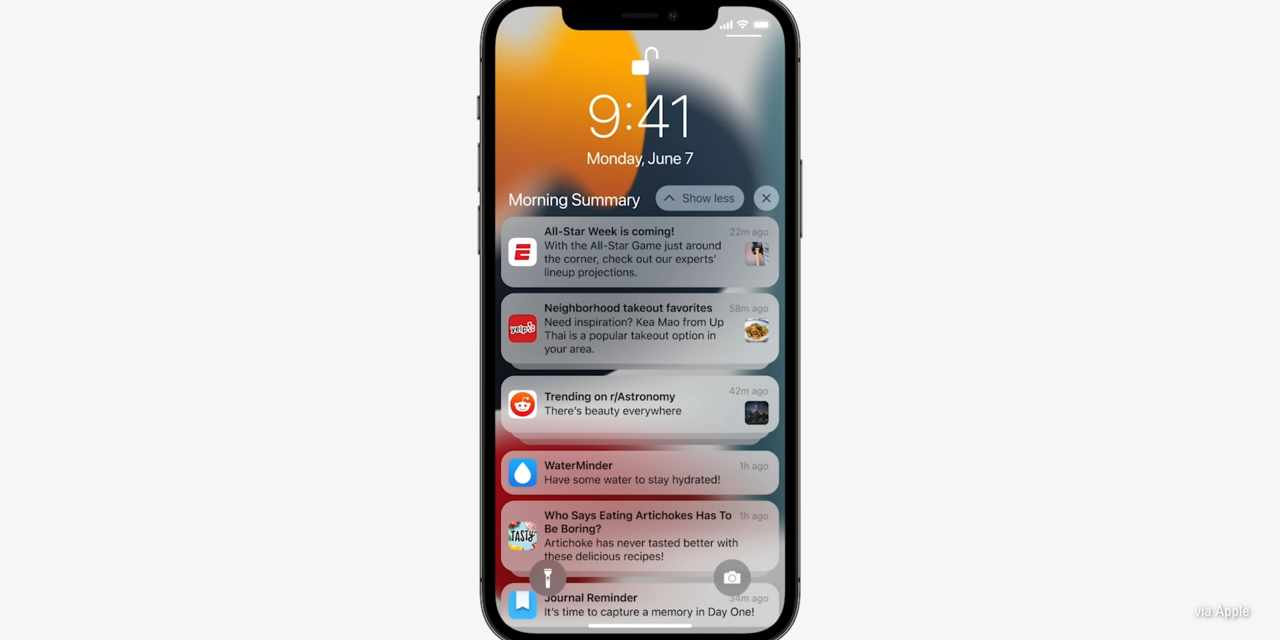 9:41
Monday, June 7
Morning Summary
Show less
All-Star Week is coming!
22m ago
With the All-Star Game just around
the corner, check out our experts'
lineup projections.
Neighborhood takeout favorites
58m ago
yelp
Need inspiration? Kea Mao from Up
Thai is a popular takeout option in
your area.
42m ago
Trending on r/Astronomy
There's beauty everywhere
WaterMinder
1h ago
Have some water to stay hydrated!
Who Says Eating Artichokes Has To
1h ago
Be Boring?
TASTY
Artichoke has never tasted better with
these delicious recipes!
Journal Reminder
34m ago
It's time to capture a memory in Day One!
via Apple